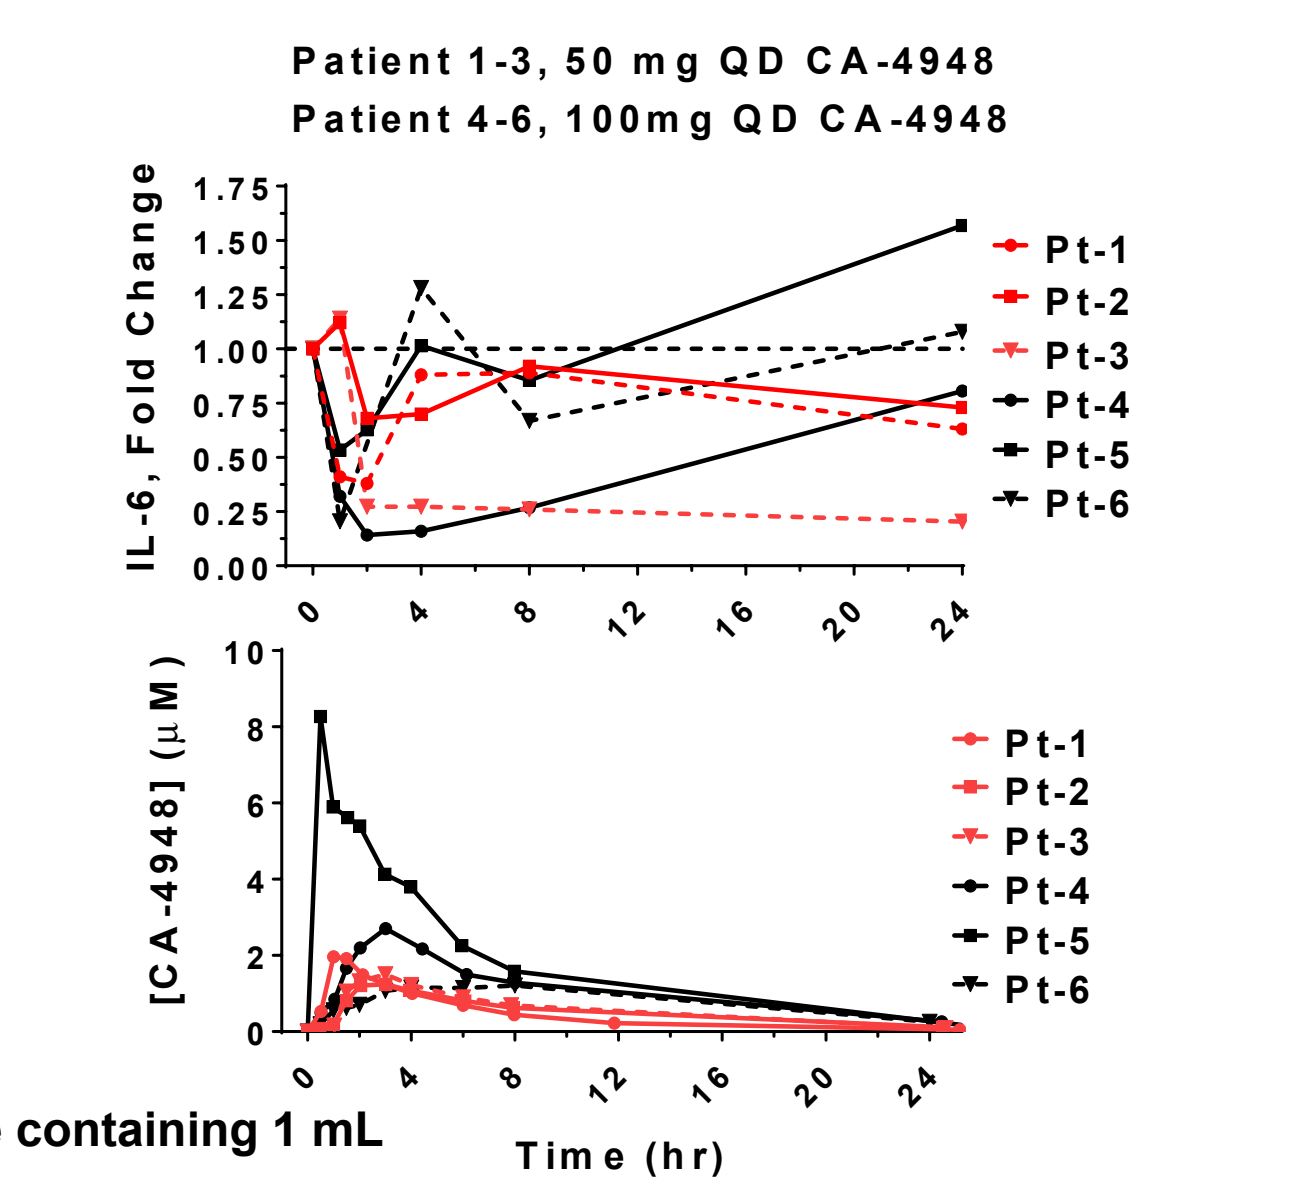 Patient 1-3, 50 mg QD CA-4948
Patient 4-6, 100mg QD CA-4948
IL-6, Fold Change
1.75
1.50
1.25
1.00
0.75
0.50
0.25
0.00
0
4
8
12
16
20
24
Pt-1
Pt-2
Pt-3
Pt-4
Pt-5
Pt-6
[CA-4948] (μM)
10
8
6
4
2
0
0
4
8
12
16
20
24
Pt-1
Pt-2
Pt-3
Pt-4
Pt-5
Pt-6
containing 1 mL
Time (hr)